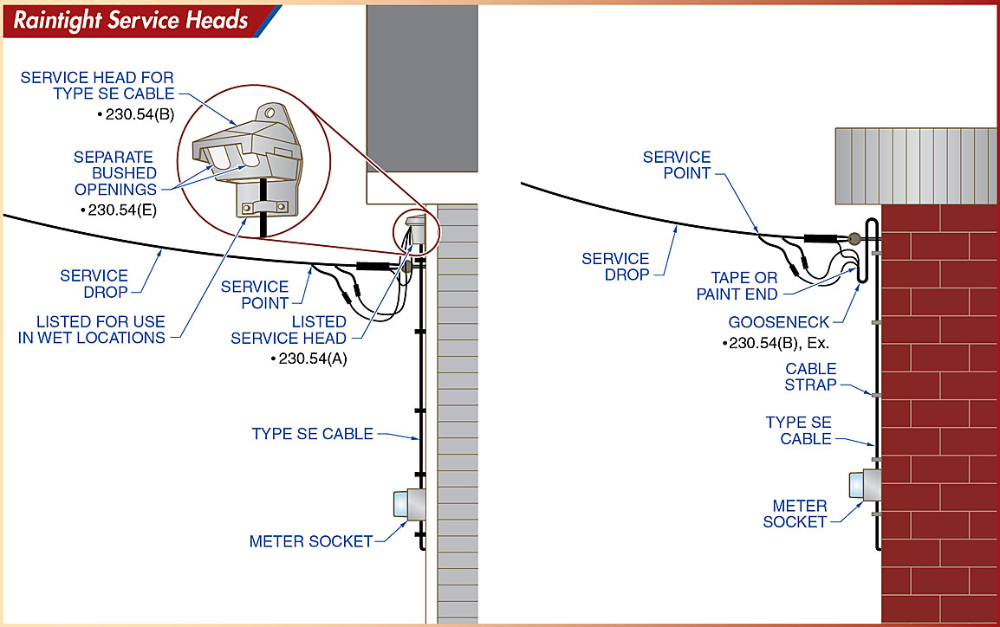 Raintight Service Heads
SERVICE HEAD FOR
TYPE SE CABLE
• 230.54(B)
SEPARATE
BUSHED
OPENINGS
• 230.54(E)
SERVICE
DROP
LISTED FOR USE
IN WET LOCATIONS
SERVICE
POINT
LISTED
SERVICE HEAD
• 230.54(A)
TYPE SE CABLE
METER SOCKET
SERVICE
POINT
SERVICE
DROP
TAPE OR
PAINT END
GOOSENECK
• 230.54(B), Ex.
CABLE
STRAP
TYPE SE
CABLE
METER
SOCKET